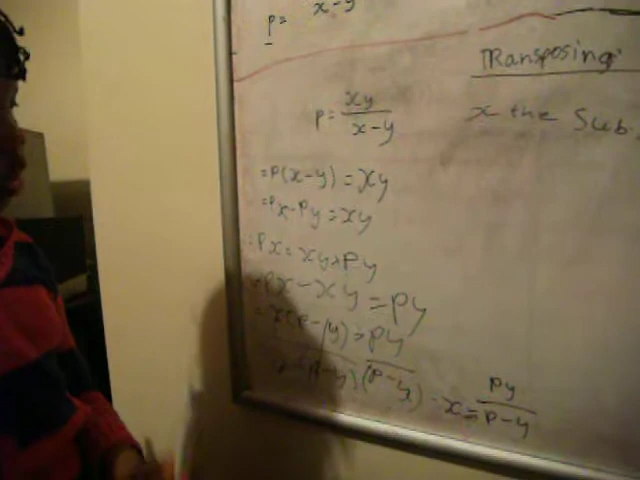 p= x-y
TRansposing
x the Sub.
p = xy / x-y
= P(x-y) = xy
= Px - Py = xy
= Px = xy + Py
= Px - xy = py
= x(P-y) = py
(P-y) (P-y) - x = py / P-y